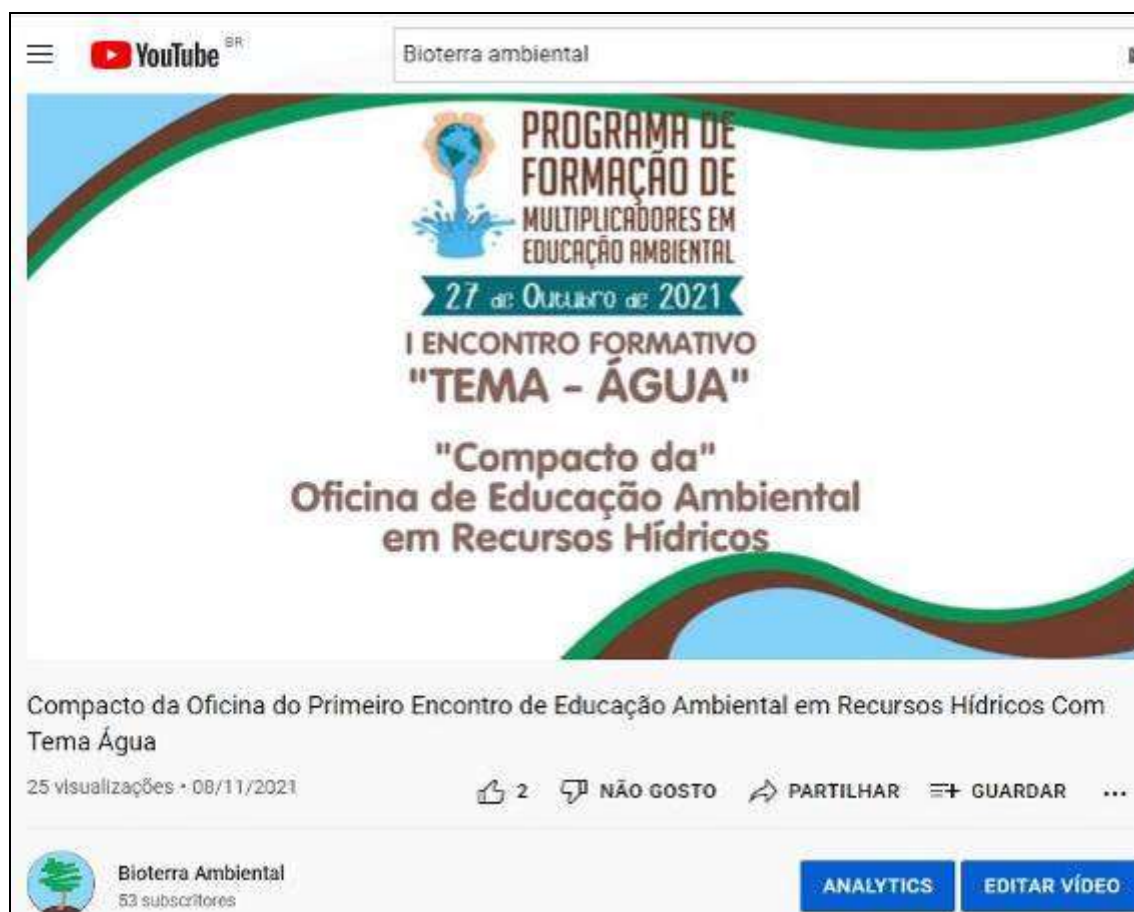 YouTube BR
Bioterra ambiental
PROGRAMA DE
FORMAÇÃO DE
MULTIPLICADORES EM
EDUCAÇÃO AMBIENTAL
27 de Outubro de 2021
I ENCONTRO FORMATIVO
"TEMA - ÁGUA"
"Compacto da"
Oficina de Educação Ambiental
em Recursos Hídricos
Compacto da Oficina do Primeiro Encontro de Educação Ambiental em Recursos Hídricos Com
Tema Água
25 visualizações • 08/11/2021
2 NÃO GOSTO PARTILHAR GUARDAR ...
Bioterra Ambiental
53 subscritores
ANALYTICS EDITAR VÍDEO